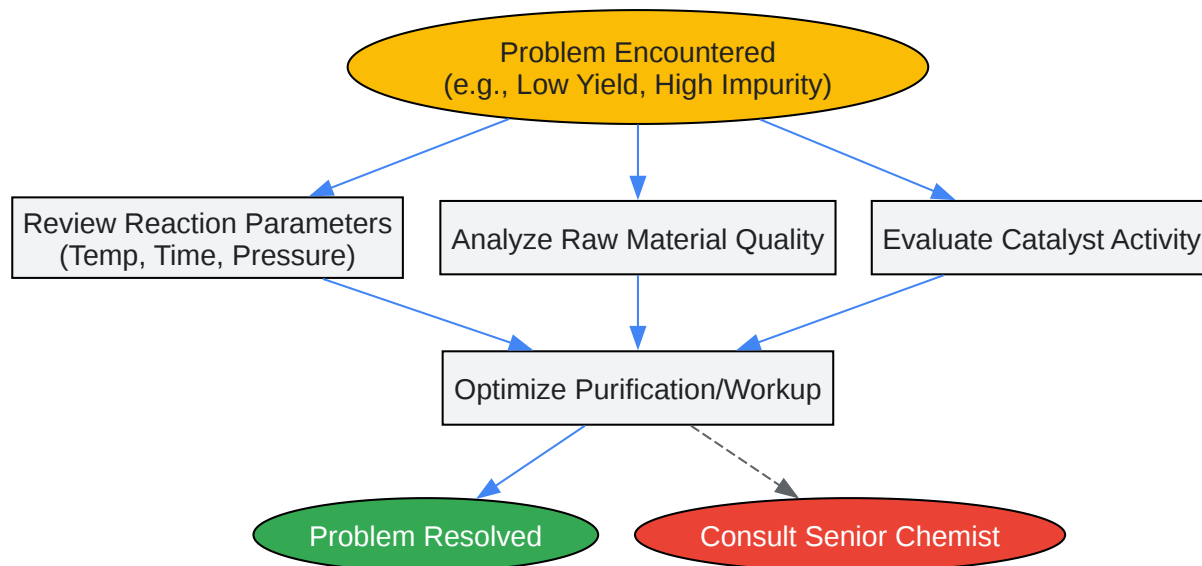 Problem Encountered
(e.g., Low Yield, High Impurity)
Review Reaction Parameters
(Temp, Time, Pressure)
Analyze Raw Material Quality
Evaluate Catalyst Activity
Optimize Purification/Workup
Problem Resolved
Consult Senior Chemist